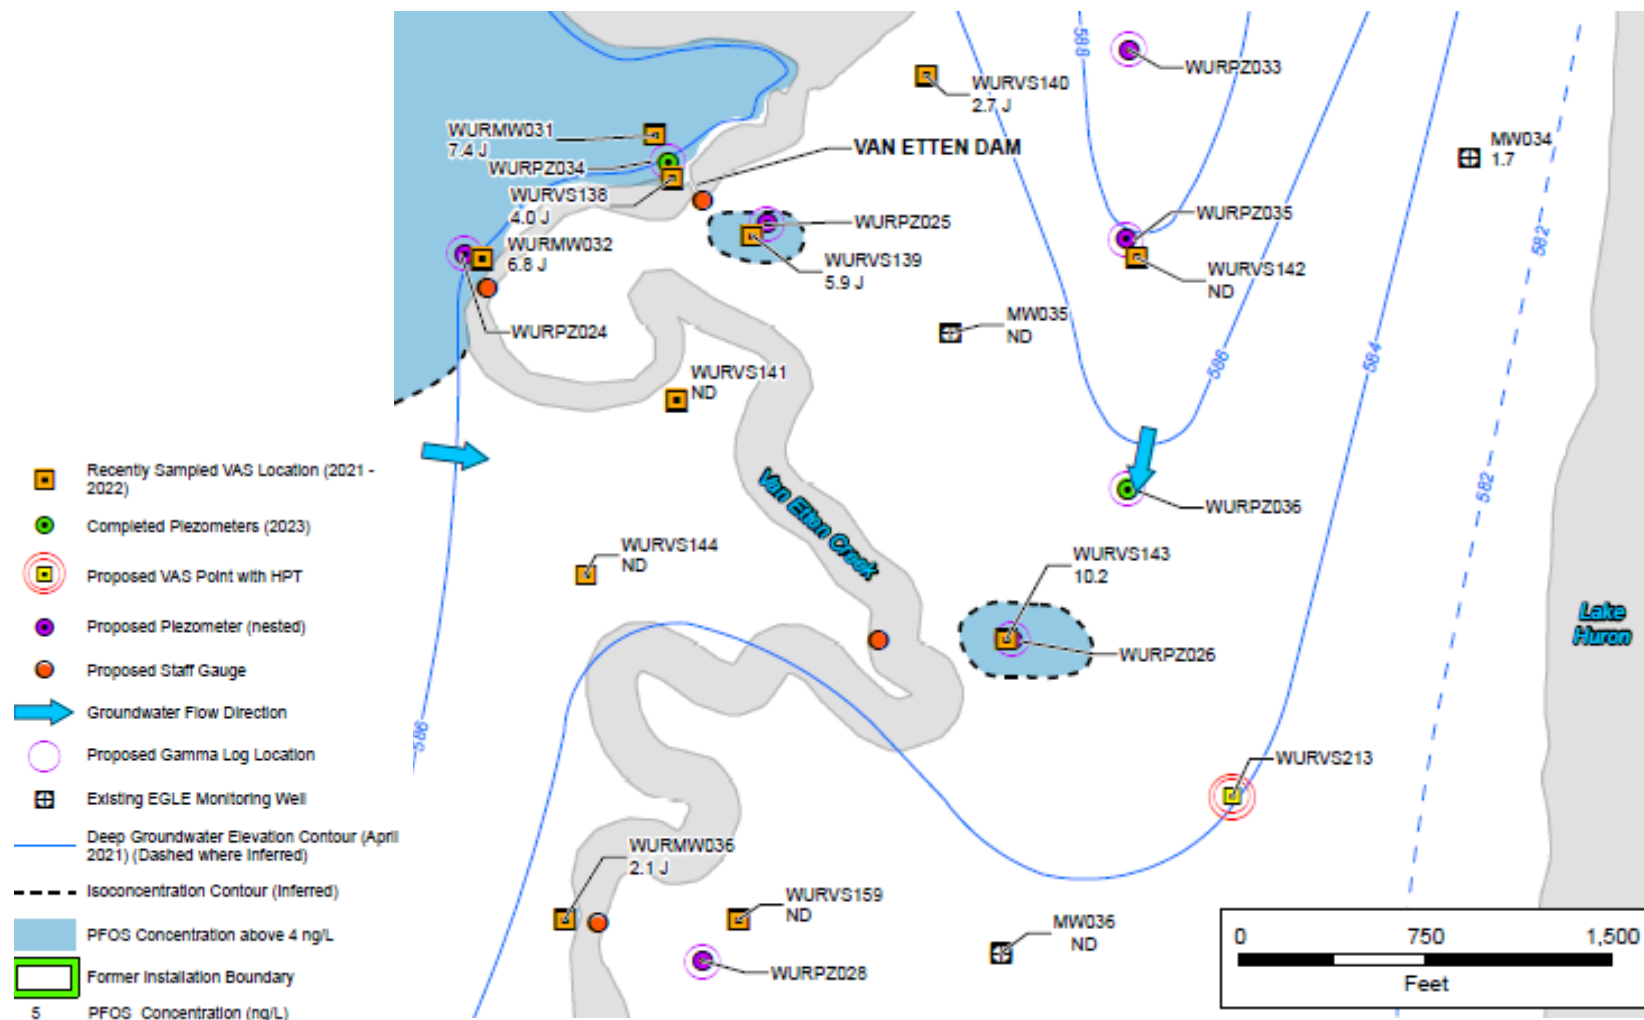 588
WURPZ033
WURVS140
2.7 J
WURMW031
7.4 J
VAN ETTEN DAM
MW034
1.7
WURPZ034
WURVS138
4.0 J
WURPZ025
WURPZ035
582
WURMW032
6.8 J
WURVS139
5.9 J
WURVS142
ND
WURPZ024
MW035
ND
586
584
WURVS141
ND
Recently Sampled VAS Location (2021 -
2022)
Completed Piezometers (2023)
Proposed VAS Point with HPT
Proposed Piezometer (nested)
Proposed Staff Gauge
Groundwater Flow Direction
Proposed Gamma Log Location
Existing EGLE Monitoring Well
Deep Groundwater Elevation Contour (April
2021) (Dashed where Inferred)
Isoconcentration Contour (Inferred)
PFOS Concentration above 4 ng/L
Former Installation Boundary
5 PFOS Concentration (ng/L)
Van Etten Creek
582
WURPZ036
WURVS144
ND
WURVS143
10.2
Lake
Huron
WURPZ026
586
WURVS213
WURMW036
2.1 J
WURVS159
ND
MW036
ND
WURPZ028
0 750 1,500
Feet